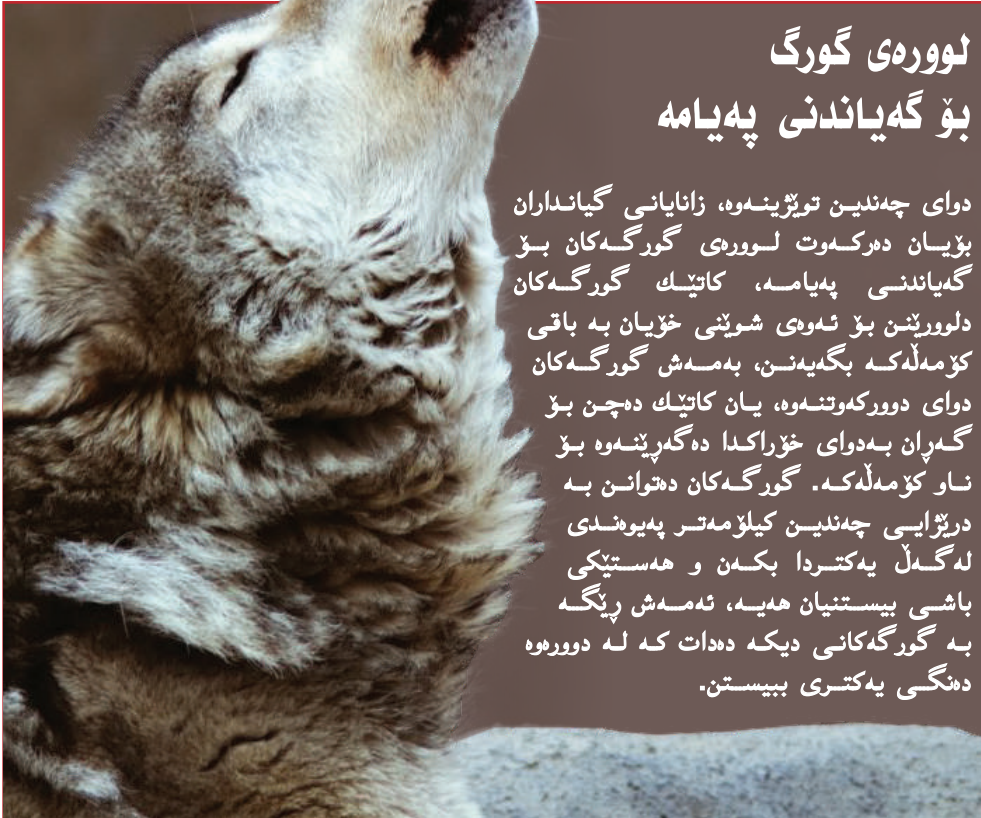 لوورەی گورگ
بۆ گەیاندنی پەیامە
دوای چەندین توێژینەوە، زانایانی گیانداران
بۆیان دەرکەوت لوورەی گورگەکان بۆ
گەیاندنی پەیامە، کاتێك گورگەکان
دلوورێنن بۆ ئەوەی شوێنی خۆیان بە باقی
کۆمەڵەکە بگەیەنن، بەمەش گورگەکان
دوای دوورکەوتنەوە، یان کاتێك دەچن بۆ
گەڕان بەدوای خۆراکدا دەگەڕێنەوە بۆ
ناو کۆمەڵەکە. گورگەکان دەتوانن بە
درێژایی چەندین کیلۆمەتر پەیوەندی
لەگەڵ یەکتردا بکەن و هەستێکی
باشی بیستنیان هەیە، ئەمەش ڕێگە
بە گورگەکانی دیکە دەدات کە لە دوورەوە
دەنگی یەکتری ببیستن.